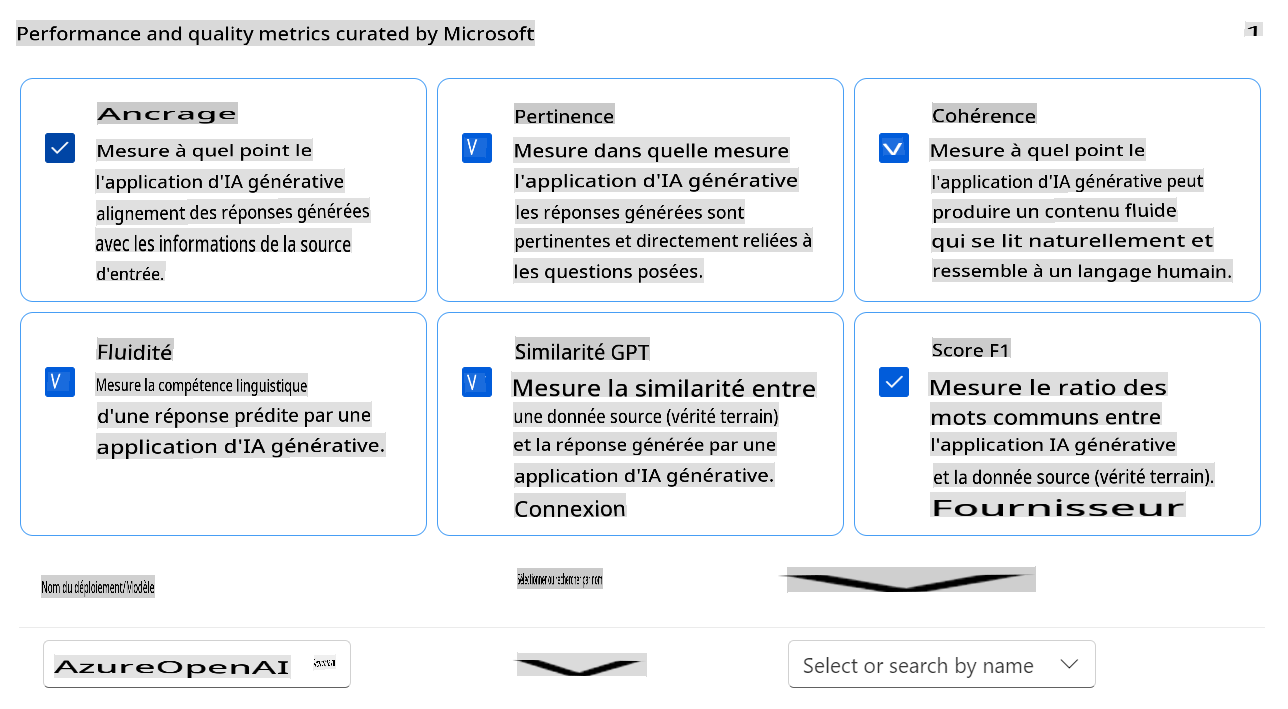 Performance and quality metrics curated by Microsoft
1
Ancrage
Mesure à quel point le
l'application d'IA générative
alignement des réponses générées
avec les informations de la source
d'entrée.
Pertinence
V
Mesure dans quelle mesure
l'application d'IA générative
les réponses générées sont
pertinentes et directement reliées à
les questions posées.
Cohérence
V
Mesure à quel point le
l'application d'IA générative peut
produire un contenu fluide
qui se lit naturellement et
ressemble à un langage humain.
Fluidité
V
Mesure la compétence linguistique
d'une réponse prédite par une
application d'IA générative.
Similarité GPT
V
Mesure la similarité entre
une donnée source (vérité terrain)
et la réponse générée par une
application d'IA générative.
Connexion
Score F1
Mesure le ratio des
mots communs entre
l'application IA générative
et la donnée source (vérité terrain).
Fournisseur
Nom du déploiement/Modèle
Sélectionner ou rechercher par nom
AzureOpenAI
Select or search by name